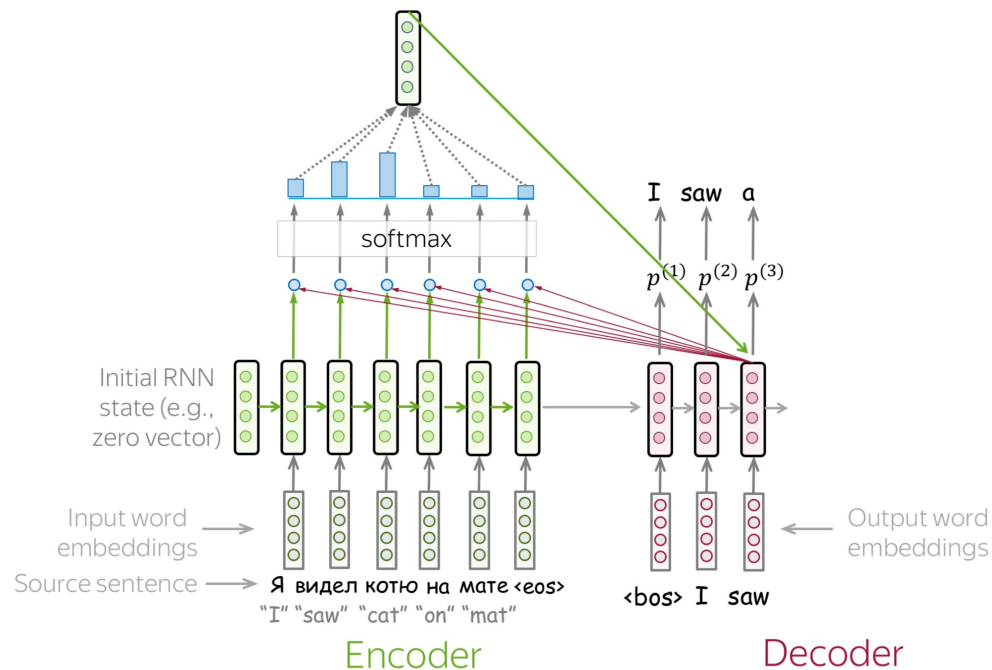 I saw a
softmax
p(1) p(2) p(3)
Initial RNN
state (e.g.,
zero vector)
Input word
embeddings
Output word
embeddings
Source sentence
Я видел котю на мате <eos>
"I" "saw" "cat" "on" "mat"
<bos> I saw
Encoder
Decoder